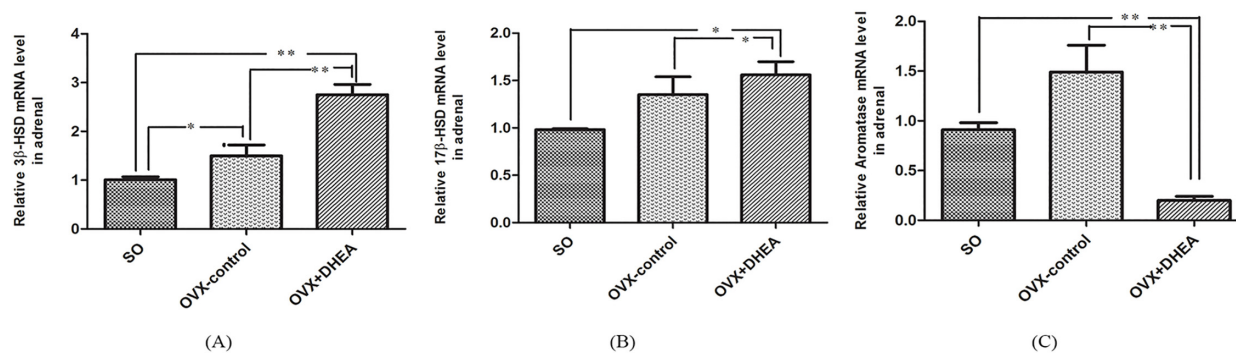 Relative 3β-HSD mRNA level
in adrenal
4
3
2
1
0
**
**
*
SO
OVX-control
OVX+DHEA
(A)
Relative 17β-HSD mRNA level
in adrenal
2.0
1.5
1.0
0.5
0.0
*
*
SO
OVX-control
OVX+DHEA
(B)
Relative Aromatase mRNA level
in adrenal
2.0
1.5
1.0
0.5
0.0
**
**
SO
OVX-control
OVX+DHEA
(C)